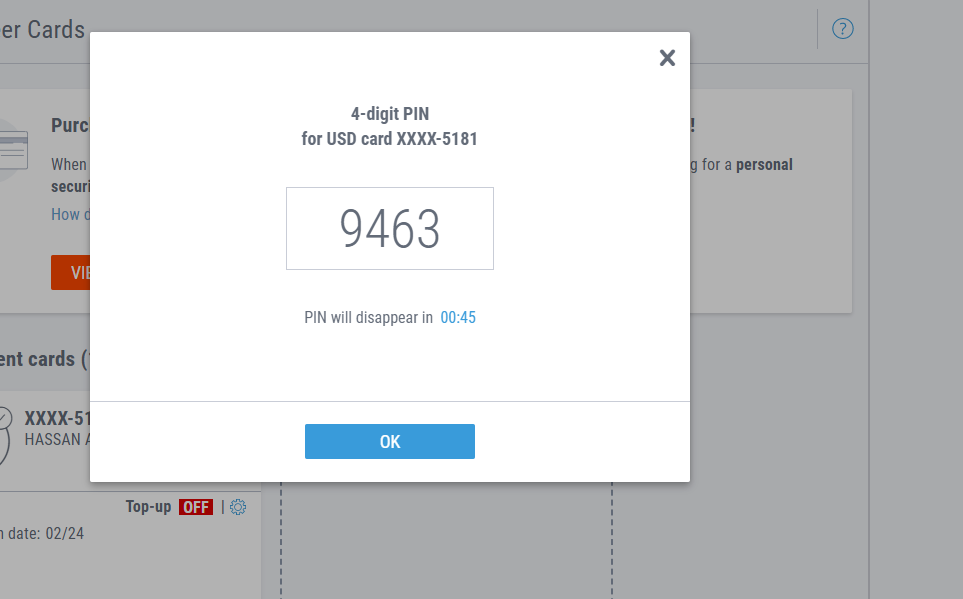 er Cards
?
4-digit PIN
for USD card XXXX-5181
9463
PIN will disappear in 00:45
OK
Purc
!
When
g for a personal
securi
How d
VIE
ent cards (
XXXX-51
HASSAN A
Top-up OFF |
n date: 02/24